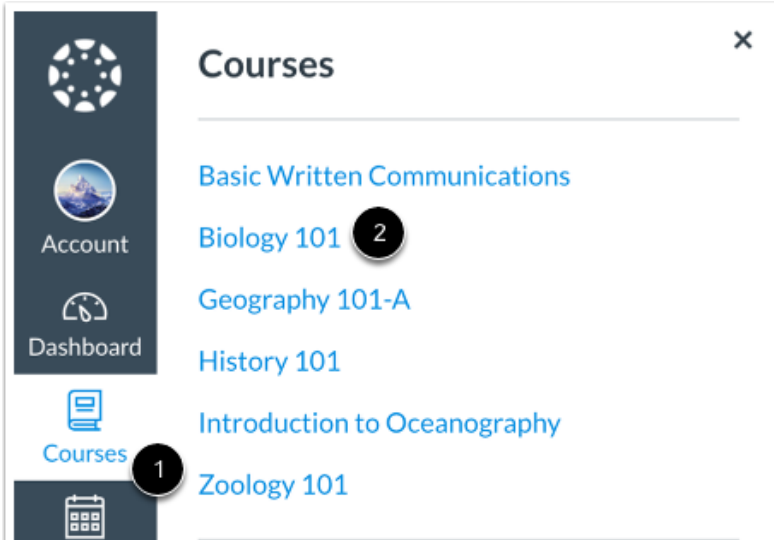 Account
Dashboard
Courses
1
Courses
×
Basic Written Communications
Biology 101 2
Geography 101-A
History 101
Introduction to Oceanography
Zoology 101